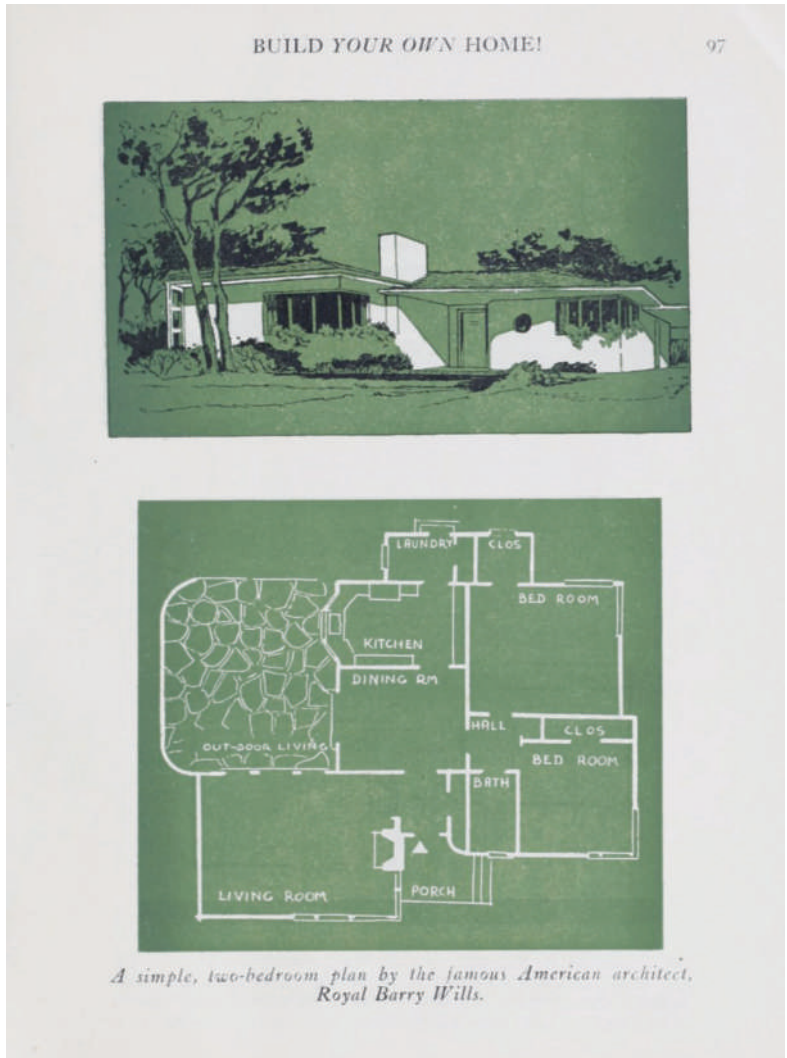 BUILD YOUR OWN HOME! 97
LAUNDRY CLOS
BED ROOM
KITCHEN
DINING RM
HALL
CLOS
OUT-DOOR LIVING
BED ROOM
BATH
LIVING ROOM
PORCH
A simple, two-bedroom plan by the famous American architect,
Royal Barry Wills.